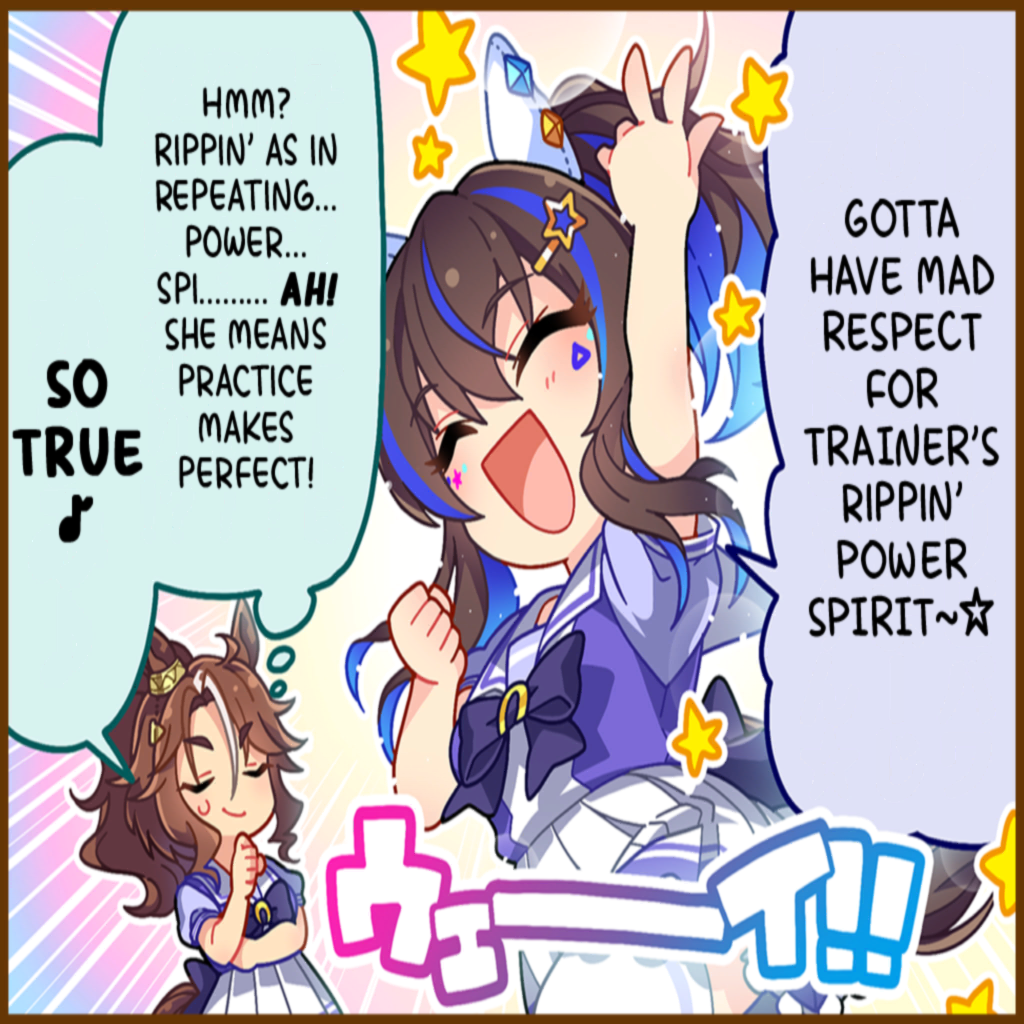 GOTTA
HAVE MAD
RESPECT
FOR
TRAINER'S
RIPPIN'
POWER
SPIRIT~☆
HMM?
RIPPIN' AS IN
REPEATING...
POWER...
SPI......... AH!
SHE MEANS
PRACTICE
MAKES
PERFECT!
SO
TRUE
♪
ウェーイ!!